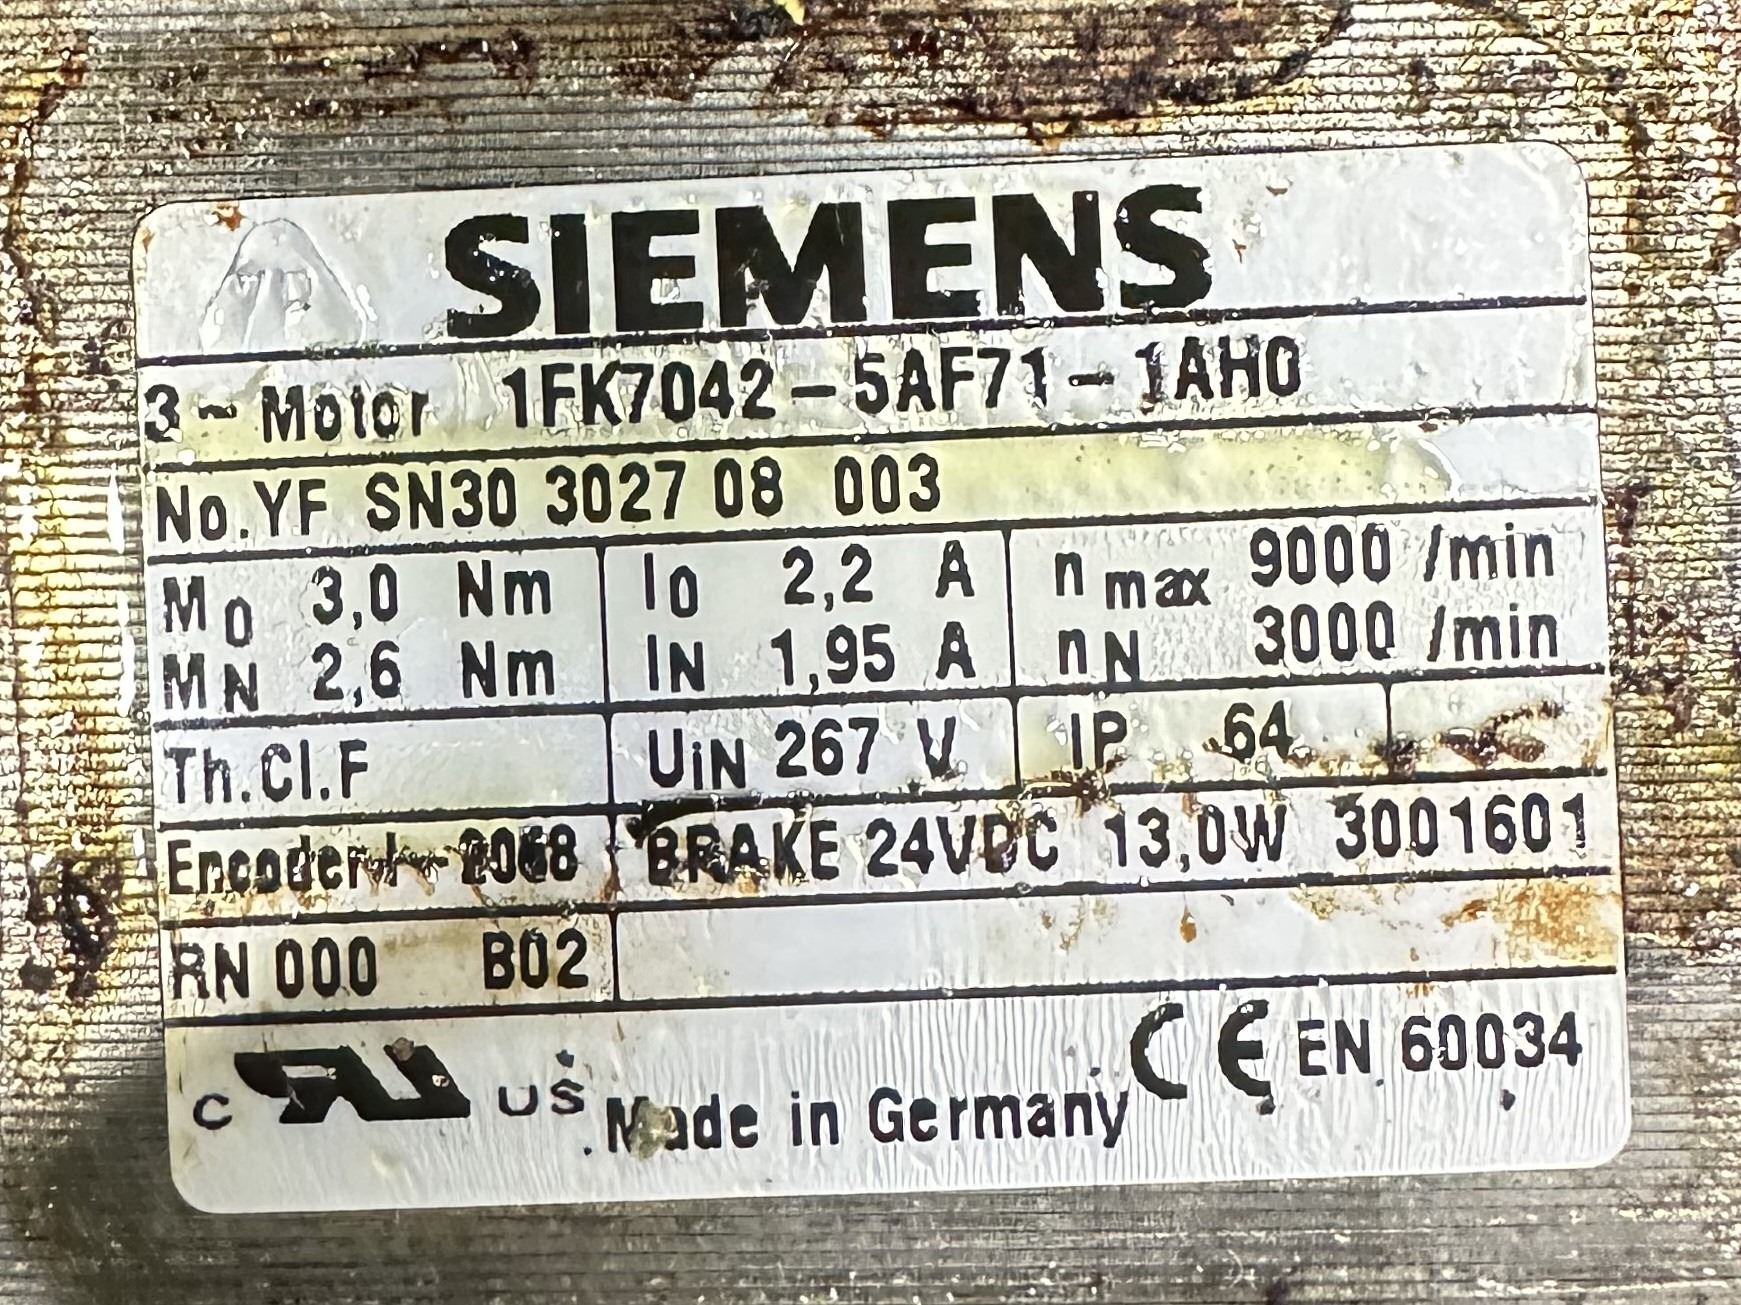 SIEMENS
3~Motor 1FK7042-5AF71-1AH0
No.YF SN30 3027 08 003
M0 3,0 Nm I0 2,2 A n max 9000 /min
MN 2,6 Nm IN 1,95 A nN 3000 /min
Th.Cl.F UiN 267 V IP 64
Encoder BRAKE 24VDC 13,0W 3001601
RN 000 B02
CE EN 60034
c US Made in Germany